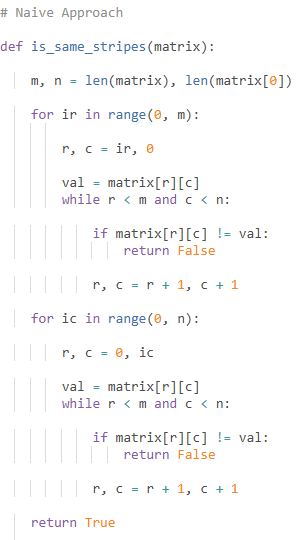 # Naive Approach
def is_same_stripes(matrix):
    m, n = len(matrix), len(matrix[0])
    for ir in range(0, m):
        r, c = ir, 0
        val = matrix[r][c]
        while r < m and c < n:
            if matrix[r][c] != val:
                return False
            r, c = r + 1, c + 1
    for ic in range(0, n):
        r, c = 0, ic
        val = matrix[r][c]
        while r < m and c < n:
            if matrix[r][c] != val:
                return False
            r, c = r + 1, c + 1
    return True